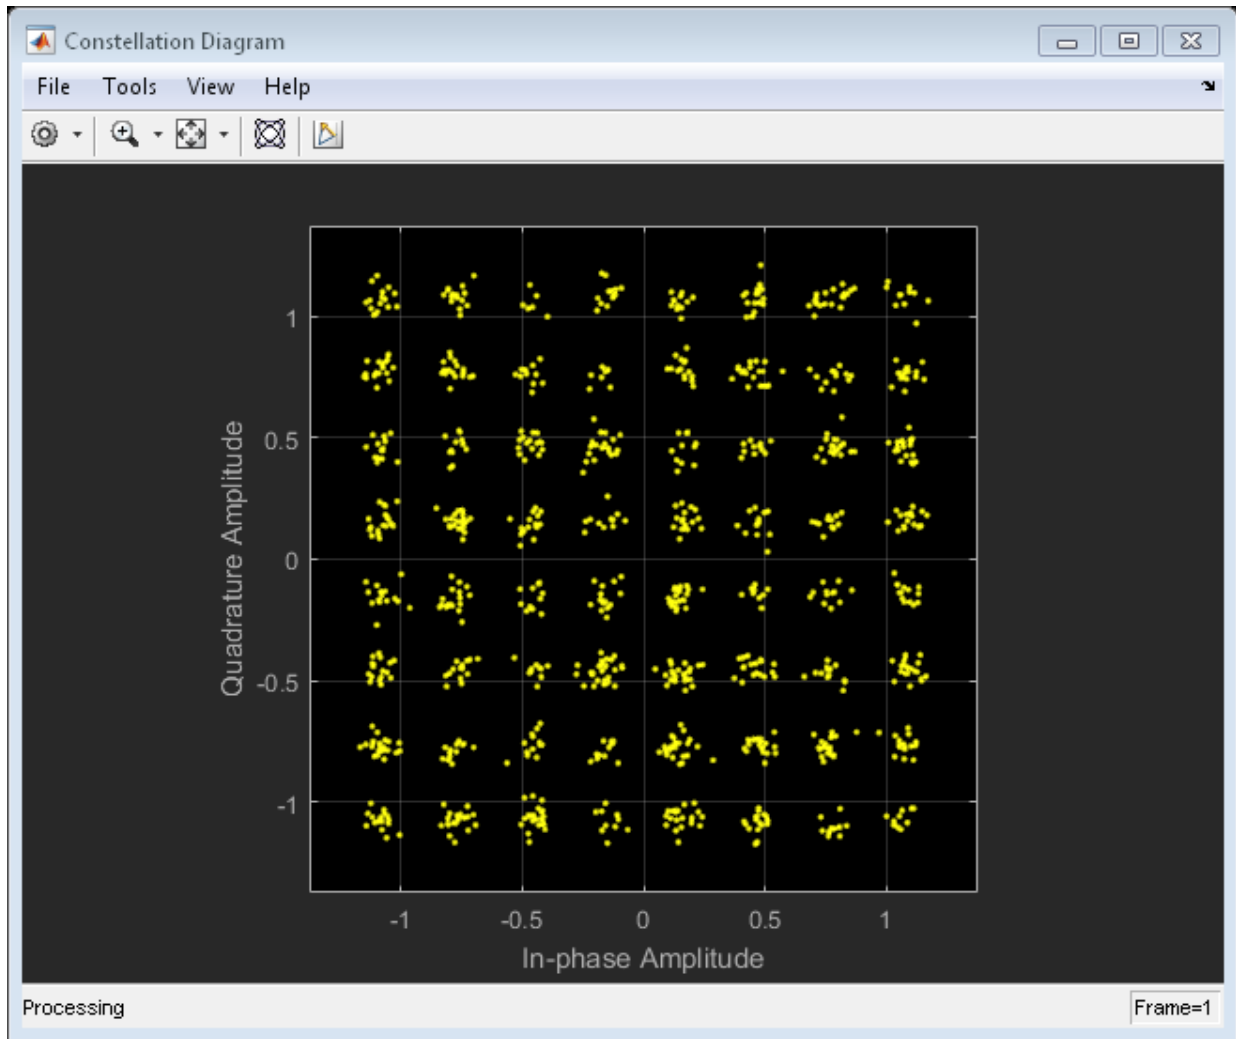 Constellation Diagram
File Tools View Help
1
0.5
0
-0.5
-1
Quadrature Amplitude
-1 -0.5 0 0.5 1
In-phase Amplitude
Processing Frame=1